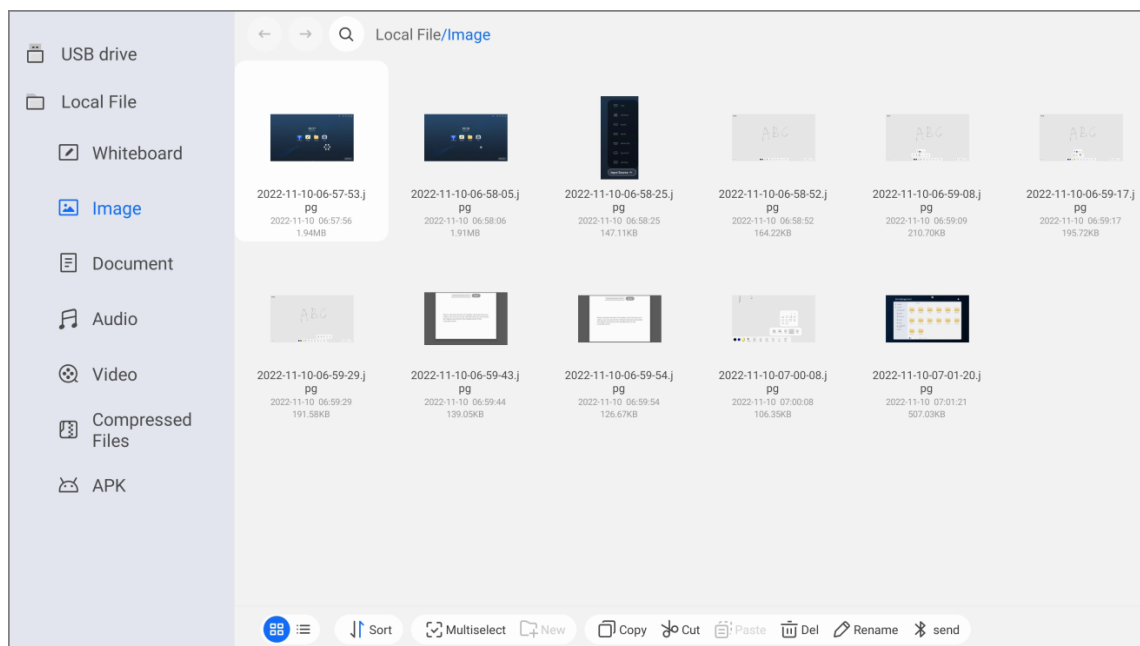 USB drive
Local File
Whiteboard
Image
Document
Audio
Video
Compressed
Files
APK
Local File/Image
2022-11-10-06-57-53.j
pg
2022-11-10 06:57:56
1.94MB
2022-11-10-06-58-05.j
pg
2022-11-10 06:58:06
1.91MB
2022-11-10-06-58-25.j
pg
2022-11-10 06:58:25
147.11KB
2022-11-10-06-58-52.j
pg
2022-11-10 06:58:52
164.22KB
2022-11-10-06-59-08.j
pg
2022-11-10 06:59:09
210.70KB
2022-11-10-06-59-17.j
pg
2022-11-10 06:59:17
195.72KB
ABC
ABC
ABC
2022-11-10-06-59-29.j
pg
2022-11-10 06:59:29
191.58KB
2022-11-10-06-59-43.j
pg
2022-11-10 06:59:44
139.05KB
2022-11-10-06-59-54.j
pg
2022-11-10 06:59:54
126.67KB
2022-11-10-07-00-08.j
pg
2022-11-10 07:00:08
106.35KB
2022-11-10-07-01-20.j
pg
2022-11-10 07:01:21
507.03KB
ABC
Sort
Multiselect
New
Copy
Cut
Paste
Del
Rename
send